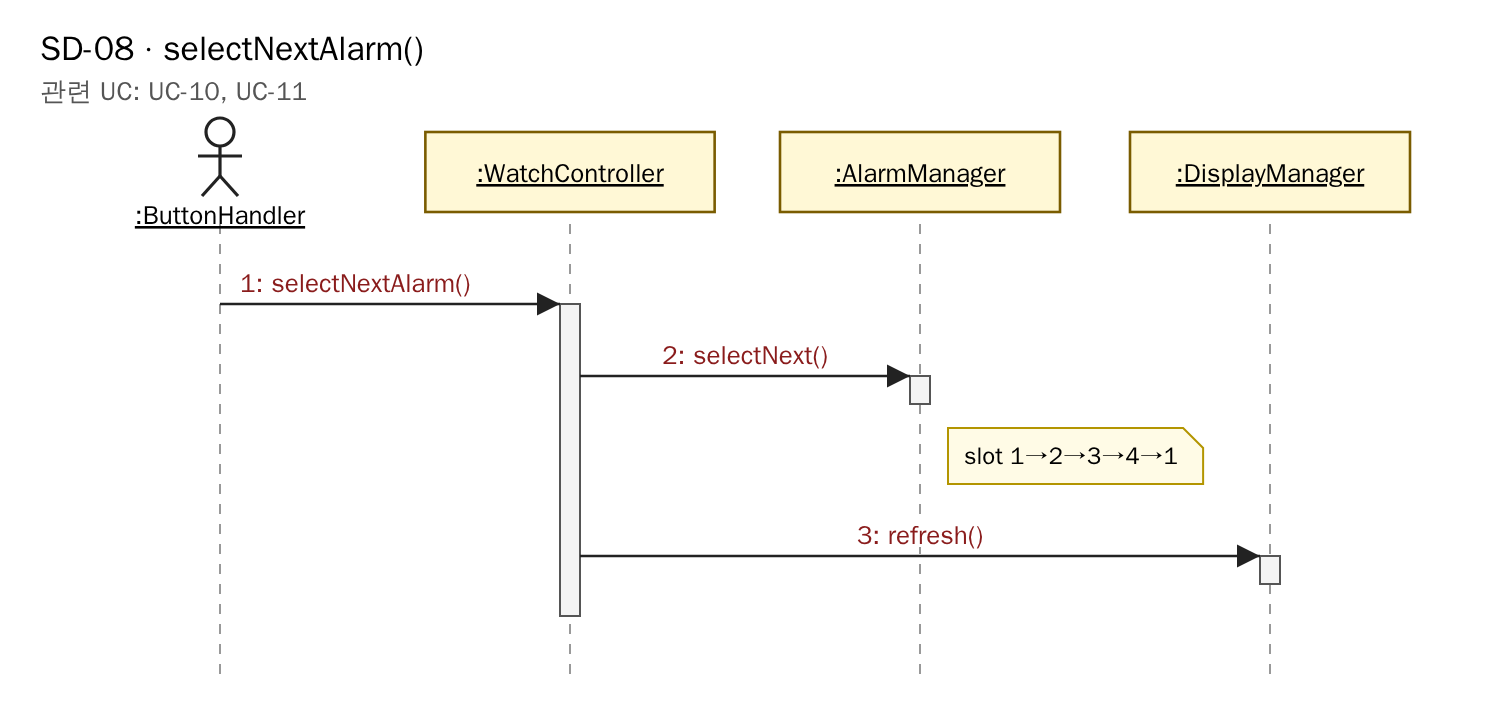 SD-08 · selectNextAlarm()
관련 UC: UC-10, UC-11
:ButtonHandler
:WatchController
:AlarmManager
:DisplayManager
1: selectNextAlarm()
2: selectNext()
slot 1→2→3→4→1
3: refresh()